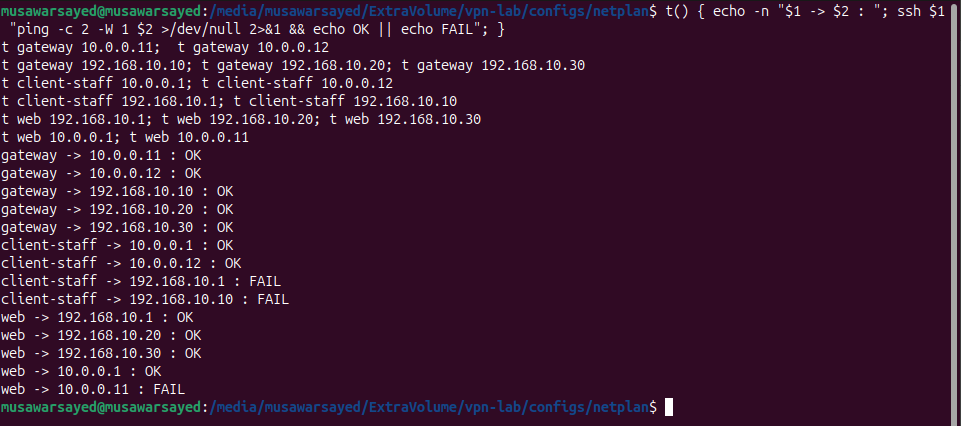 musawarsayed@musawarsayed:/media/musawarsayed/ExtraVolume/vpn-lab/configs/netplan$ t() { echo -n "$1 -> $2 : "; ssh $1
 "ping -c 2 -W 1 $2 >/dev/null 2>&1 && echo OK || echo FAIL"; }
t gateway 10.0.0.11;  t gateway 10.0.0.12
t gateway 192.168.10.10; t gateway 192.168.10.20; t gateway 192.168.10.30
t client-staff 10.0.0.1; t client-staff 10.0.0.12
t client-staff 192.168.10.1; t client-staff 192.168.10.10
t web 192.168.10.1; t web 192.168.10.20; t web 192.168.10.30
t web 10.0.0.1; t web 10.0.0.11
gateway -> 10.0.0.11 : OK
gateway -> 10.0.0.12 : OK
gateway -> 192.168.10.10 : OK
gateway -> 192.168.10.20 : OK
gateway -> 192.168.10.30 : OK
client-staff -> 10.0.0.1 : OK
client-staff -> 10.0.0.12 : OK
client-staff -> 192.168.10.1 : FAIL
client-staff -> 192.168.10.10 : FAIL
web -> 192.168.10.1 : OK
web -> 192.168.10.20 : OK
web -> 192.168.10.30 : OK
web -> 10.0.0.1 : OK
web -> 10.0.0.11 : FAIL
musawarsayed@musawarsayed:/media/musawarsayed/ExtraVolume/vpn-lab/configs/netplan$